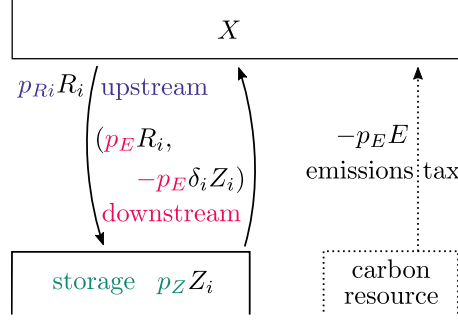 X
p_{Ri}R_i upstream
(p_E R_i,
-p_E δ_i Z_i)
downstream
-p_E E
emissions tax
storage p_Z Z_i
carbon
resource